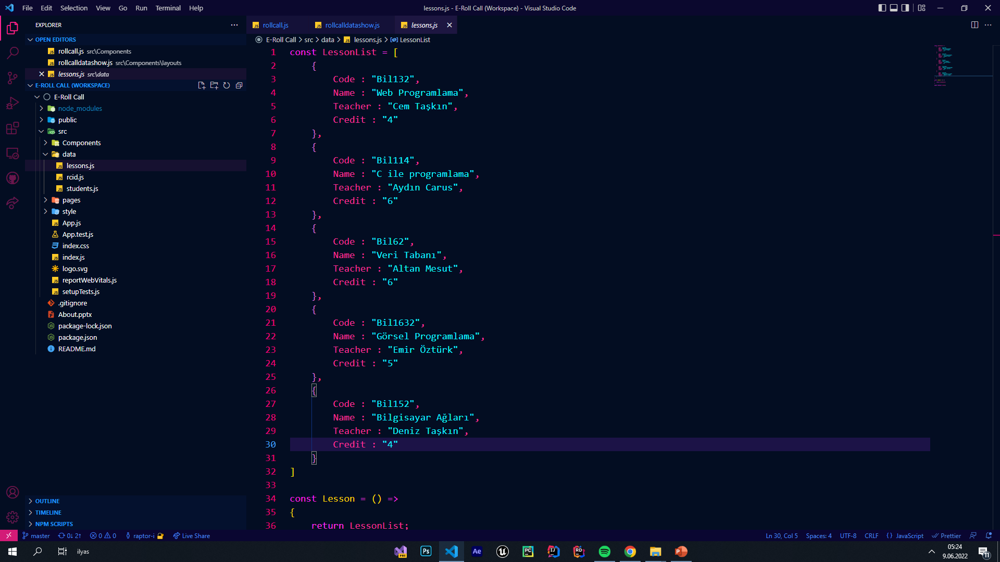 File Edit Selection View Go Run Terminal Help
lessons.js - E-Roll Call (Workspace) - Visual Studio Code
EXPLORER
OPEN EDITORS
rollcall.js src\Components
rollcalldatashow.js src\Components\layouts
lessons.js src\data
E-ROLL CALL (WORKSPACE)
E-Roll Call
node_modules
public
src
Components
data
lessons.js
rcid.js
students.js
pages
style
App.js
App.test.js
index.css
index.js
logo.svg
reportWebVitals.js
setupTests.js
.gitignore
About.pptx
package-lock.json
package.json
README.md
OUTLINE
TIMELINE
NPM SCRIPTS
rollcall.js
rollcalldatashow.js
lessons.js
E-Roll Call > src > data > lessons.js > LessonList
1 const LessonList = [
2 {
3 Code : "Bil132",
4 Name : "Web Programlama",
5 Teacher : "Cem Taşkın",
6 Credit : "4"
7 },
8 {
9 Code : "Bil114",
10 Name : "C ile programlama",
11 Teacher : "Aydın Carus",
12 Credit : "6"
13 },
14 {
15 Code : "Bil62",
16 Name : "Veri Tabanı",
17 Teacher : "Altan Mesut",
18 Credit : "6"
19 },
20 {
21 Code : "Bil1632",
22 Name : "Görsel Programlama",
23 Teacher : "Emir Öztürk",
24 Credit : "5"
25 },
26 {
27 Code : "Bil152",
28 Name : "Bilgisayar Ağları",
29 Teacher : "Deniz Taşkın",
30 Credit : "4"
31 }
32 ]
33
34 const Lesson = () =>
35 {
36 return LessonList;
master 0↓ 2↑ 0 0 raptor-i Live Share
Ln 30, Col 5 Spaces: 4 UTF-8 CRLF JavaScript Prettier
ilyas
PRE
Ps
Ae
PC
IJ
RD
P
05:24
9.06.2022
11